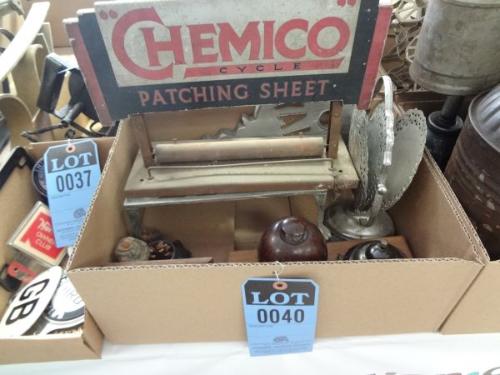 "CHEMICO"
CYCLE
PATCHING SHEET
LOT
0037
LOT
0040
GB